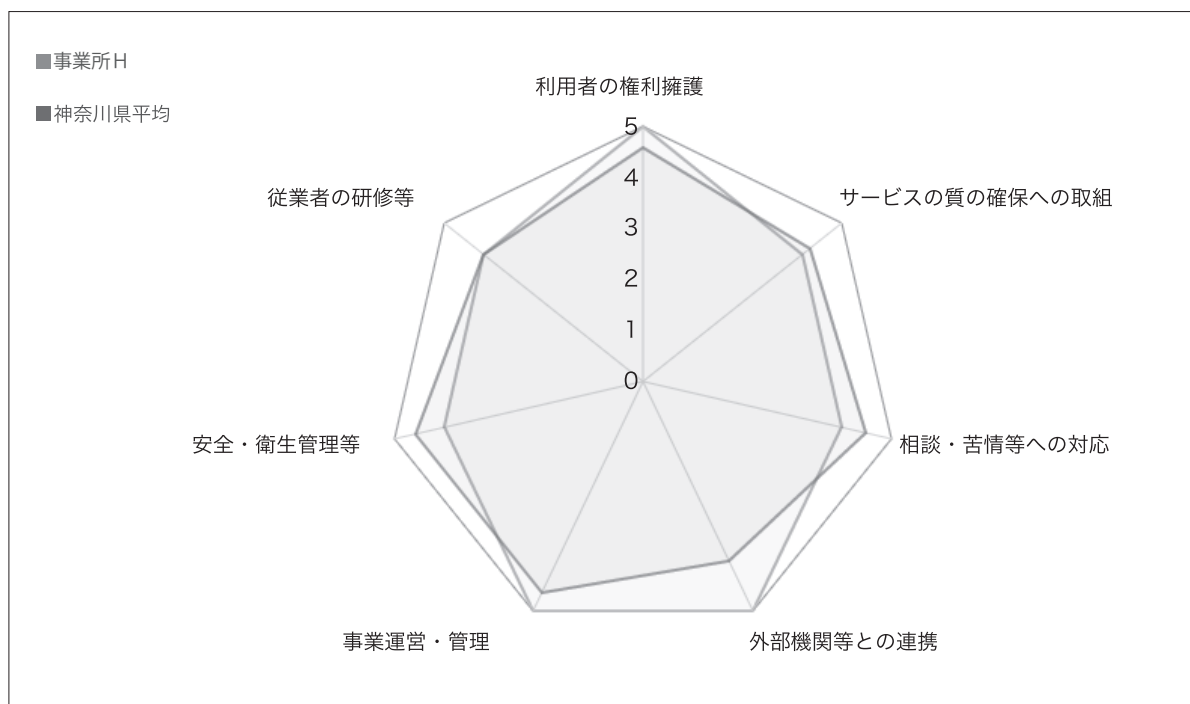 事業所H
神奈川県平均
利用者の権利擁護
サービスの質の確保への取組
相談・苦情等への対応
外部機関等との連携
事業運営・管理
安全・衛生管理等
従業者の研修等
5
4
3
2
1
0